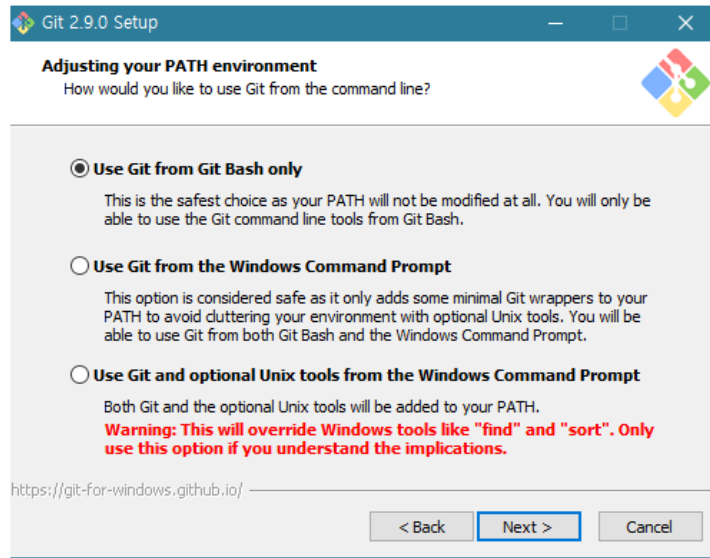 Git 2.9.0 Setup
Adjusting your PATH environment
How would you like to use Git from the command line?
Use Git from Git Bash only
This is the safest choice as your PATH will not be modified at all. You will only be
able to use the Git command line tools from Git Bash.
Use Git from the Windows Command Prompt
This option is considered safe as it only adds some minimal Git wrappers to your
PATH to avoid cluttering your environment with optional Unix tools. You will be
able to use Git from both Git Bash and the Windows Command Prompt.
Use Git and optional Unix tools from the Windows Command Prompt
Both Git and the optional Unix tools will be added to your PATH.
Warning: This will override Windows tools like "find" and "sort". Only
use this option if you understand the implications.
https://git-for-windows.github.io/
< Back Next > Cancel